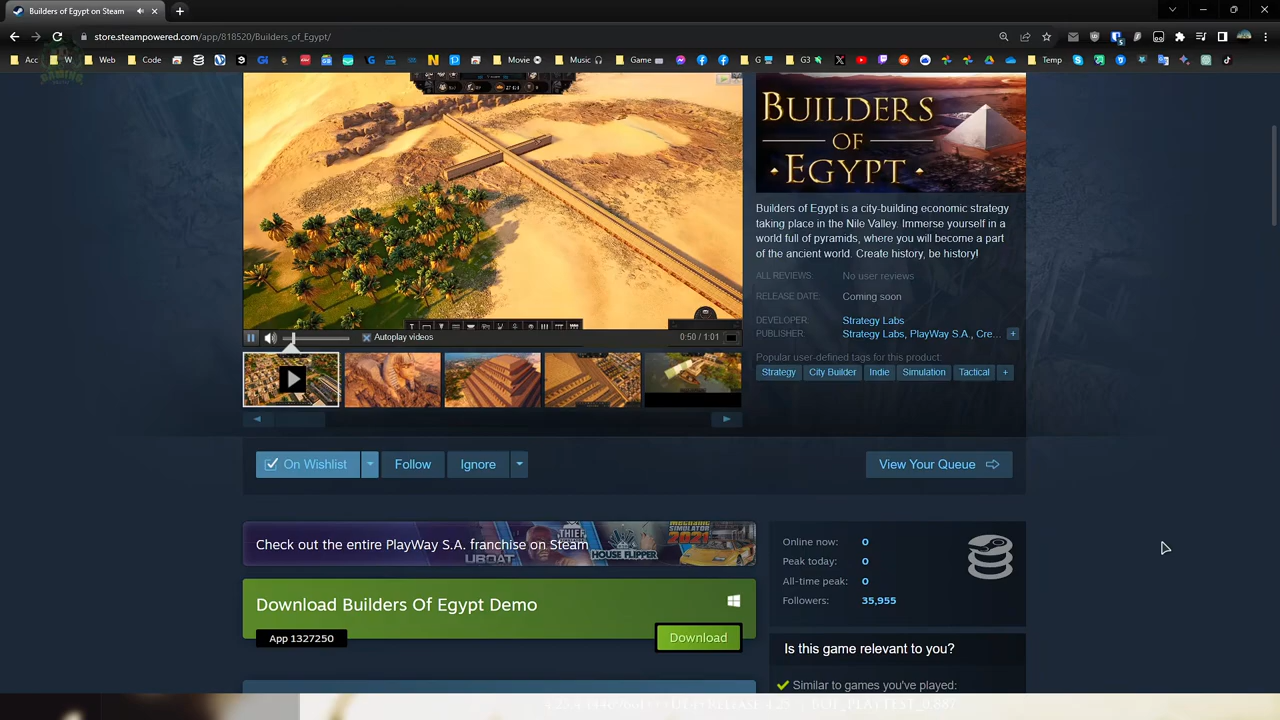 Builders of Egypt on Steam
store.steampowered.com/app/818520/Builders_of_Egypt/
Acc
W
Web
Code
Movie
Music
Game
G
G3
Temp
GAMING
BUILDERS
OF
EGYPT
Builders of Egypt is a city-building economic strategy
taking place in the Nile Valley. Immerse yourself in a
world full of pyramids, where you will become a part
of the ancient world. Create history, be history!
ALL REVIEWS: No user reviews
RELEASE DATE: Coming soon
DEVELOPER: Strategy Labs
PUBLISHER: Strategy Labs, PlayWay S.A., Cre... +
Popular user-defined tags for this product:
Strategy City Builder Indie Simulation Tactical +
Autoplay videos
0:50 / 1:01
On Wishlist
Follow
Ignore
View Your Queue
Check out the entire PlayWay S.A. franchise on Steam
UBOAT
THIEF
HOUSE FLIPPER
MECHANIC
SIMULATOR
2021
Download Builders Of Egypt Demo
App 1327250
Download
Online now: 0
Peak today: 0
All-time peak: 0
Followers: 35,955
Is this game relevant to you?
Similar to games you've played: